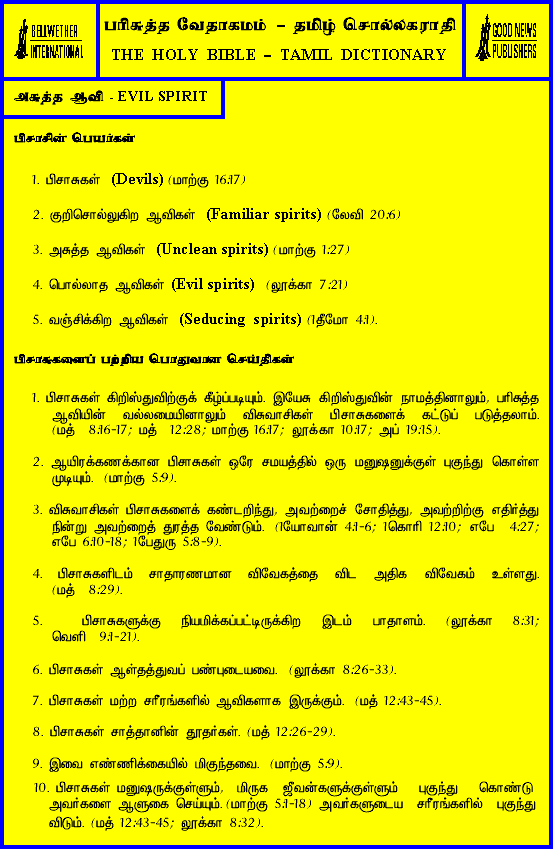 BELLWETHER
INTERNATIONAL
பரிசுத்த வேதாகமம் – தமிழ் சொல்லகராதி
THE HOLY BIBLE – TAMIL DICTIONARY
GOOD NEWS
PUBLISHERS
அசுத்த ஆவி - EVIL SPIRIT
பிசாசின் பெயர்கள்
1. பிசாசுகள் (Devils) (மாற்கு 16:17)
2. குறிசொல்லுகிற ஆவிகள் (Familiar spirits) (லேவி 20:6)
3. அசுத்த ஆவிகள் (Unclean spirits) (மாற்கு 1:27)
4. பொல்லாத ஆவிகள் (Evil spirits) (லூக்கா 7:21)
5. வஞ்சிக்கிற ஆவிகள் (Seducing spirits) (1தீமோ 4:1).
பிசாசுகளைப் பற்றிய பொதுவான செய்திகள்
1. பிசாசுகள் கிறிஸ்துவிற்குக் கீழ்ப்படியும். இயேசு கிறிஸ்துவின் நாமத்தினாலும், பரிசுத்த
ஆவியின் வல்லமையினாலும் விசுவாசிகள் பிசாசுகளைக் கட்டுப் படுத்தலாம்.
(மத் 8:16-17; மத் 12:28; மாற்கு 16:17; லூக்கா 10:17; அப் 19:15).
2. ஆயிரக்கணக்கான பிசாசுகள் ஒரே சமயத்தில் ஒரு மனுஷனுக்குள் புகுந்து கொள்ள
முடியும். (மாற்கு 5:9).
3. விசுவாசிகள் பிசாசுகளைக் கண்டறிந்து, அவற்றைச் சோதித்து, அவற்றிற்கு எதிர்த்து
நின்று அவற்றைத் துரத்த வேண்டும். (1யோவான் 4:1-6; 1கொரி 12:10; எபே 4:27;
எபே 6:10-18; 1பேதுரு 5:8-9).
4. பிசாசுகளிடம் சாதாரணமான விவேகத்தை விட அதிக விவேகம் உள்ளது.
(மத் 8:29).
5. பிசாசுகளுக்கு நியமிக்கப்பட்டிருக்கிற இடம் பாதாளம். (லூக்கா 8:31;
வெளி 9:1-21).
6. பிசாசுகள் ஆள்தத்துவப் பண்புடையவை. (லூக்கா 8:26-33).
7. பிசாசுகள் மற்ற சரீரங்களில் ஆவிகளாக இருக்கும். (மத் 12:43-45).
8. பிசாசுகள் சாத்தானின் தூதர்கள். (மத் 12:26-29).
9. இவை எண்ணிக்கையில் மிகுந்தவை. (மாற்கு 5:9).
10. பிசாசுகள் மனுஷருக்குள்ளும், மிருக ஜீவன்களுக்குள்ளும் புகுந்து கொண்டு
அவர்களை ஆளுகை செய்யும். (மாற்கு 5:1-18) அவர்களுடைய சரீரங்களில் புகுந்து
விடும். (மத் 12:43-45; லூக்கா 8:32).